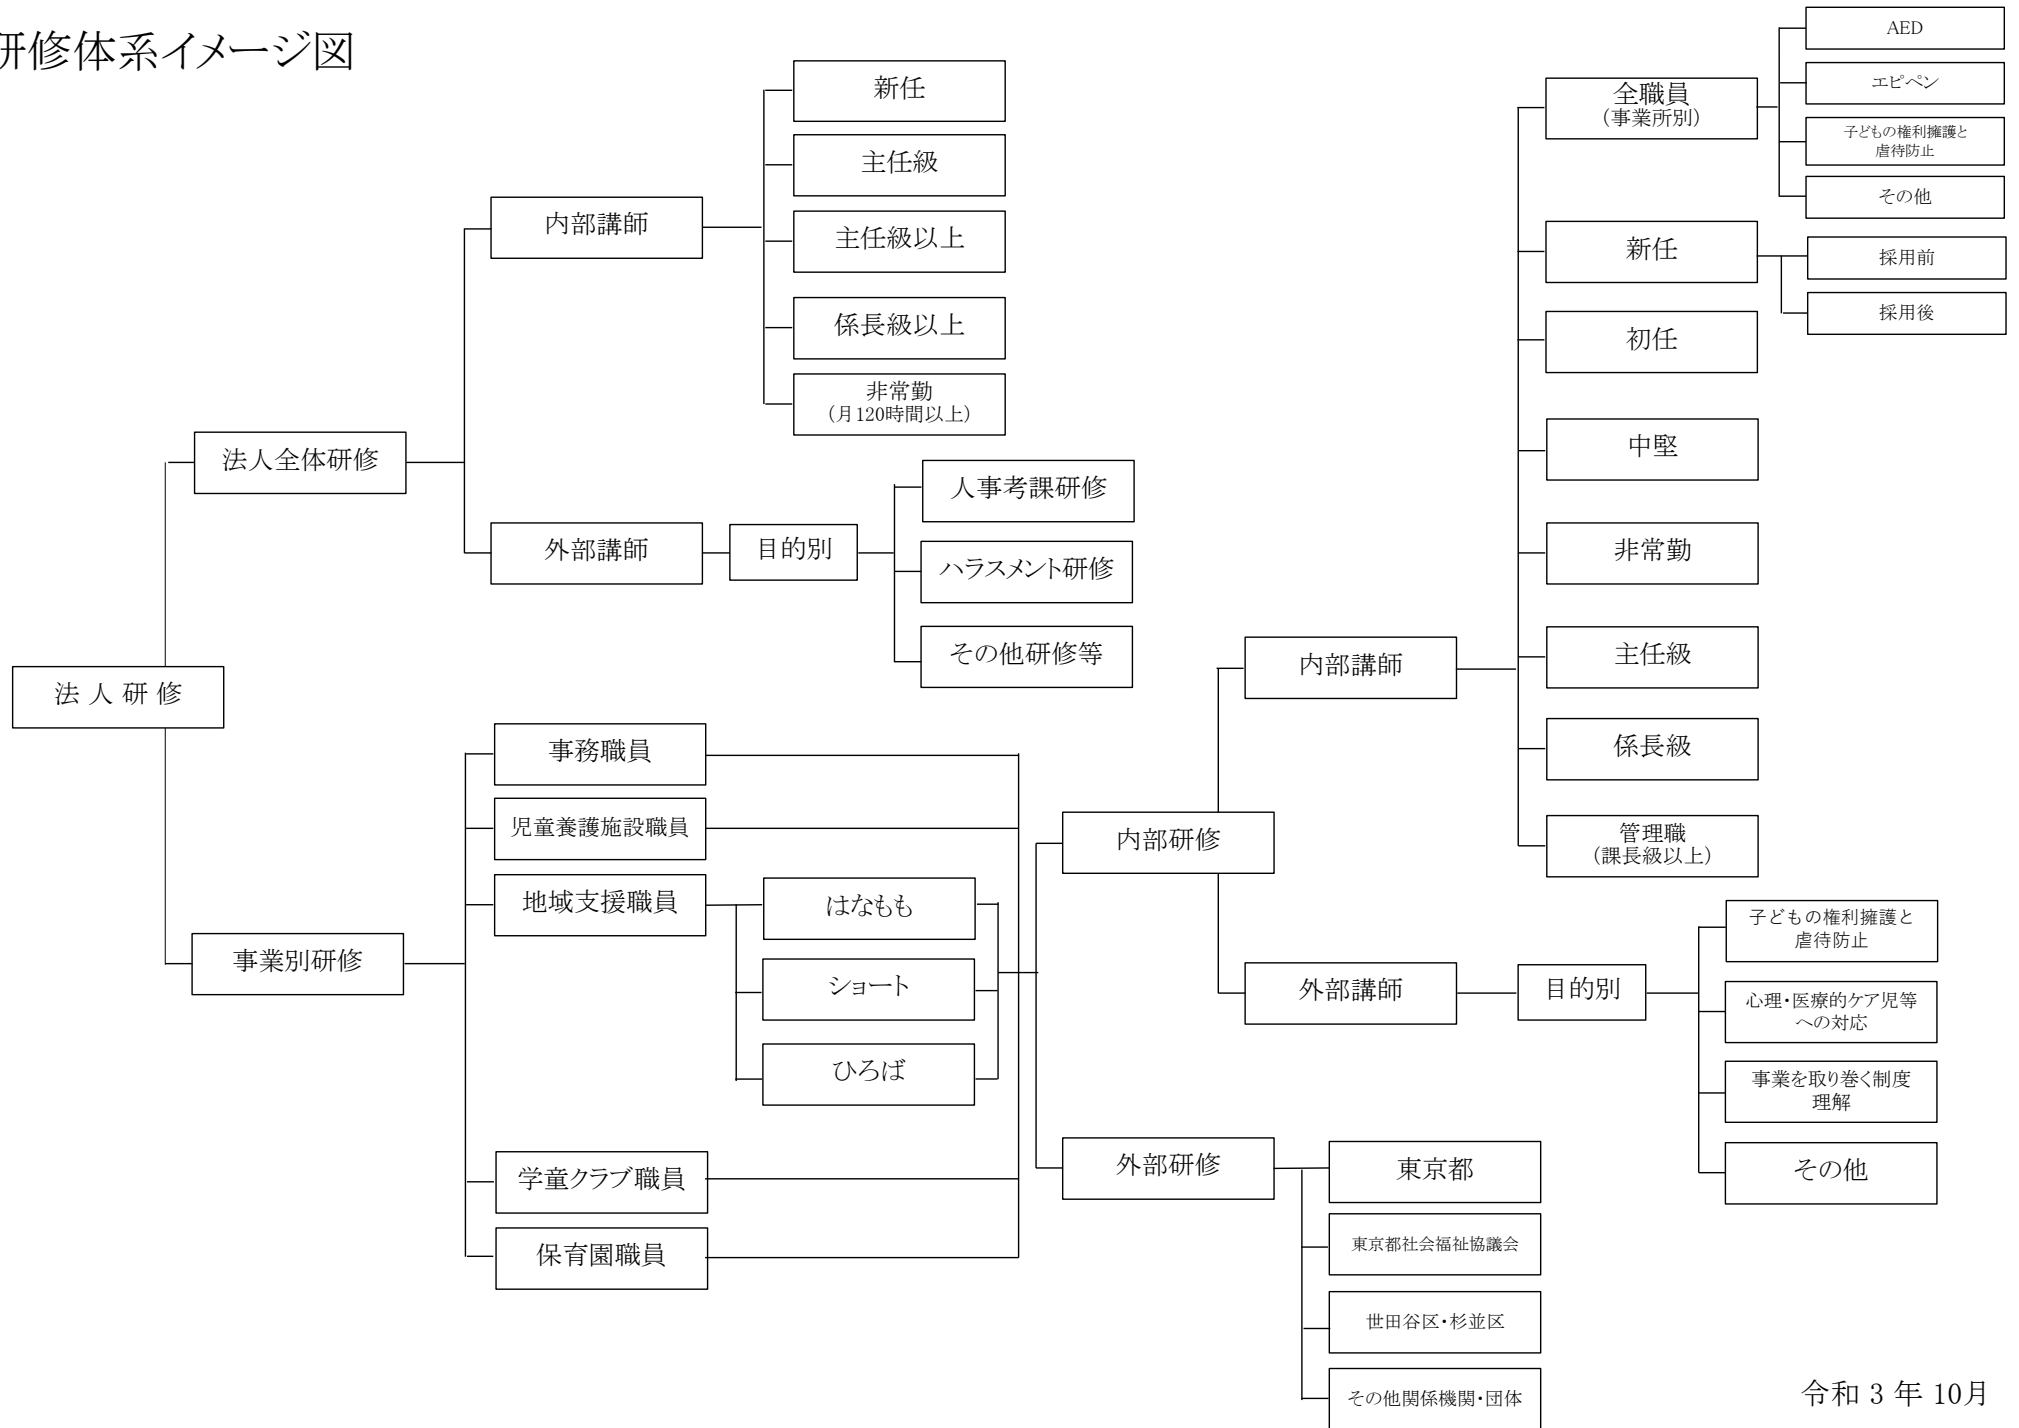 研修体系イメージ図
法 人 研 修
法人全体研修
内部講師
新任
主任級
主任級以上
係長級以上
非常勤
（月120時間以上）
外部講師
目的別
人事考課研修
ハラスメント研修
その他研修等
事業別研修
事務職員
児童養護施設職員
地域支援職員
はなもも
ショート
ひろば
学童クラブ職員
保育園職員
内部研修
内部講師
全職員
（事業所別）
AED
エピペン
子どもの権利擁護と
虐待防止
その他
新任
採用前
採用後
初任
中堅
非常勤
主任級
係長級
管理職
（課長級以上）
外部講師
目的別
子どもの権利擁護と
虐待防止
心理・医療的ケア児等
への対応
事業を取り巻く制度
理解
その他
外部研修
東京都
東京都社会福祉協議会
世田谷区・杉並区
その他関係機関・団体
令和 3 年 10月